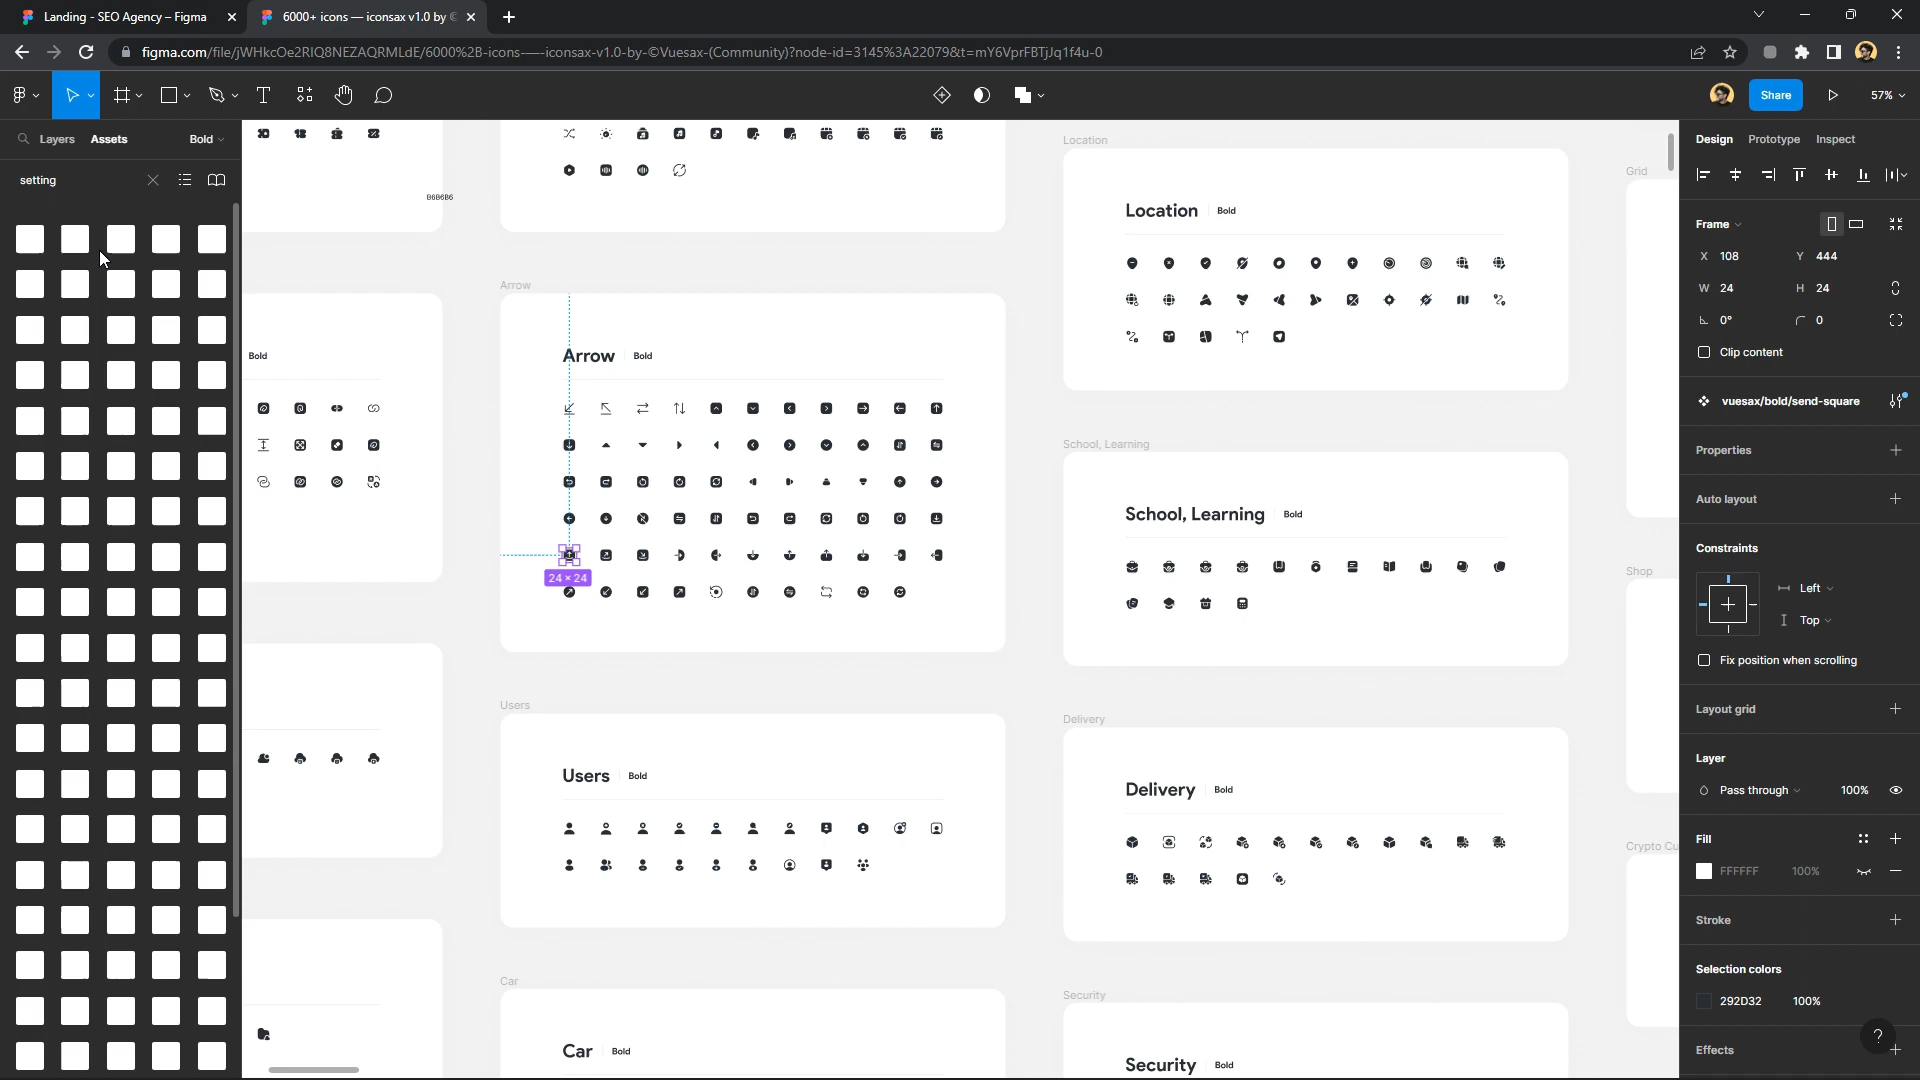 Landing - SEO Agency – Figma
6000+ icons — iconsax v1.0 by ©
figma.com/file/jWHkcOe2RIQ8NEZAQRMLdE/6000%2B-icons-—-iconsax-v1.0-by-©Vuesax-(Community)?node-id=3145%3A22079&t=mY6VprFBTjJq1f4u-0
Share
57%
Layers
Assets
Bold
setting
B6B6B6
Bold
Arrow
Arrow
Bold
24 × 24
Users
Users
Bold
Car
Car
Bold
Location
Location
Bold
School, Learning
School, Learning
Bold
Delivery
Delivery
Bold
Security
Security
Bold
Grid
Shop
Crypto Cu
Design
Prototype
Inspect
Frame
X 108
Y 444
W 24
H 24
0°
0
Clip content
vuesax/bold/send-square
Properties
Auto layout
Constraints
Left
Top
Fix position when scrolling
Layout grid
Layer
Pass through
100%
Fill
FFFFFF
100%
Stroke
Selection colors
292D32
100%
Effects
?